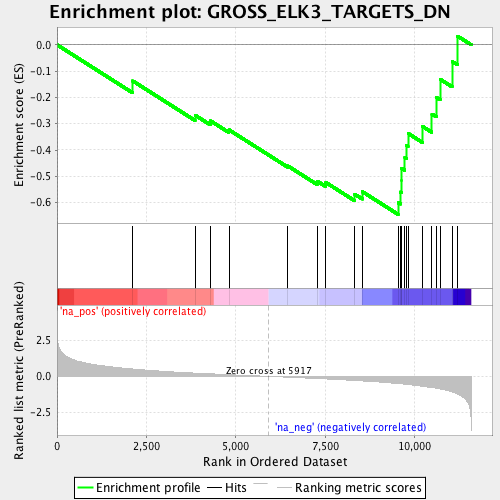 Enrichment plot: GROSS_ELK3_TARGETS_DN
Enrichment score (ES)
0.0
-0.1
-0.2
-0.3
-0.4
-0.5
-0.6
'na_pos' (positively correlated)
Ranked list metric (PreRanked)
2.5
0.0
-2.5
Zero cross at 5917
'na_neg' (negatively correlated)
0
2,500
5,000
7,500
10,000
Rank in Ordered Dataset
Enrichment profile
Hits
Ranking metric scores